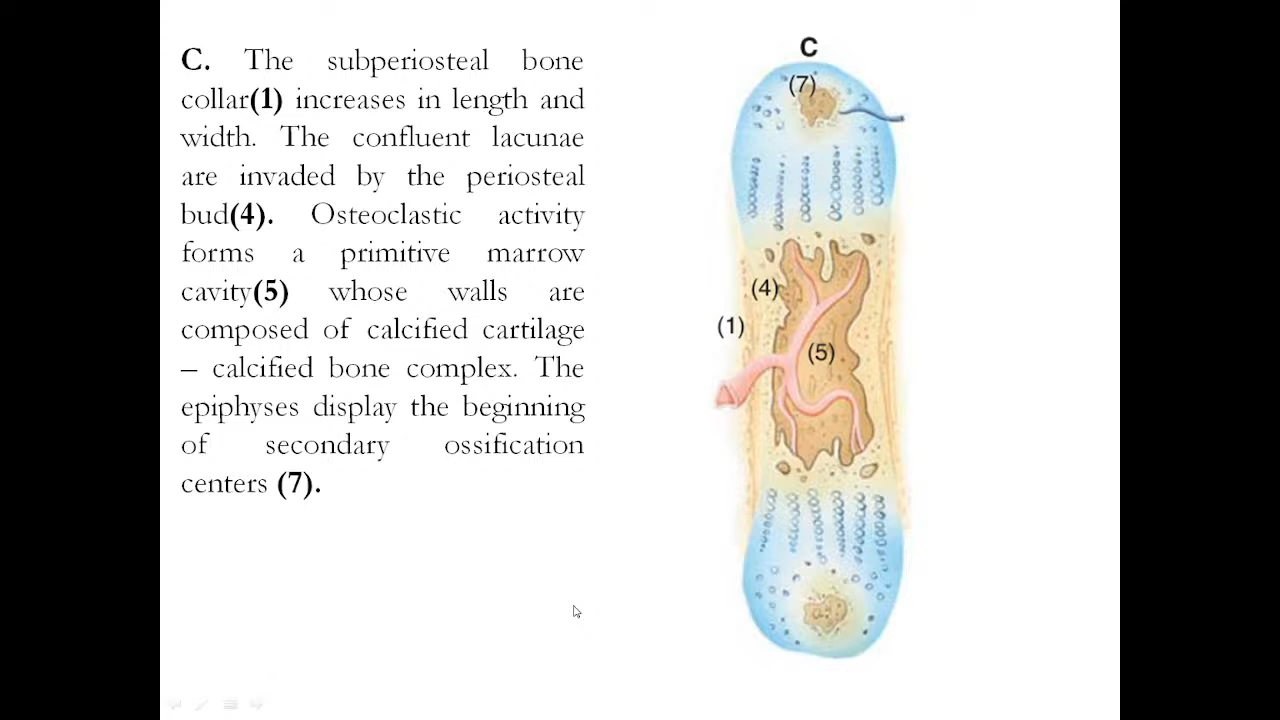 C. The subperiosteal bone
collar(1) increases in length and
width. The confluent lacunae
are invaded by the periosteal
bud(4). Osteoclastic activity
forms a primitive marrow
cavity(5) whose walls are
composed of calcified cartilage
– calcified bone complex. The
epiphyses display the beginning
of secondary ossification
centers (7).
C
(7)
(4)
(1)
(5)